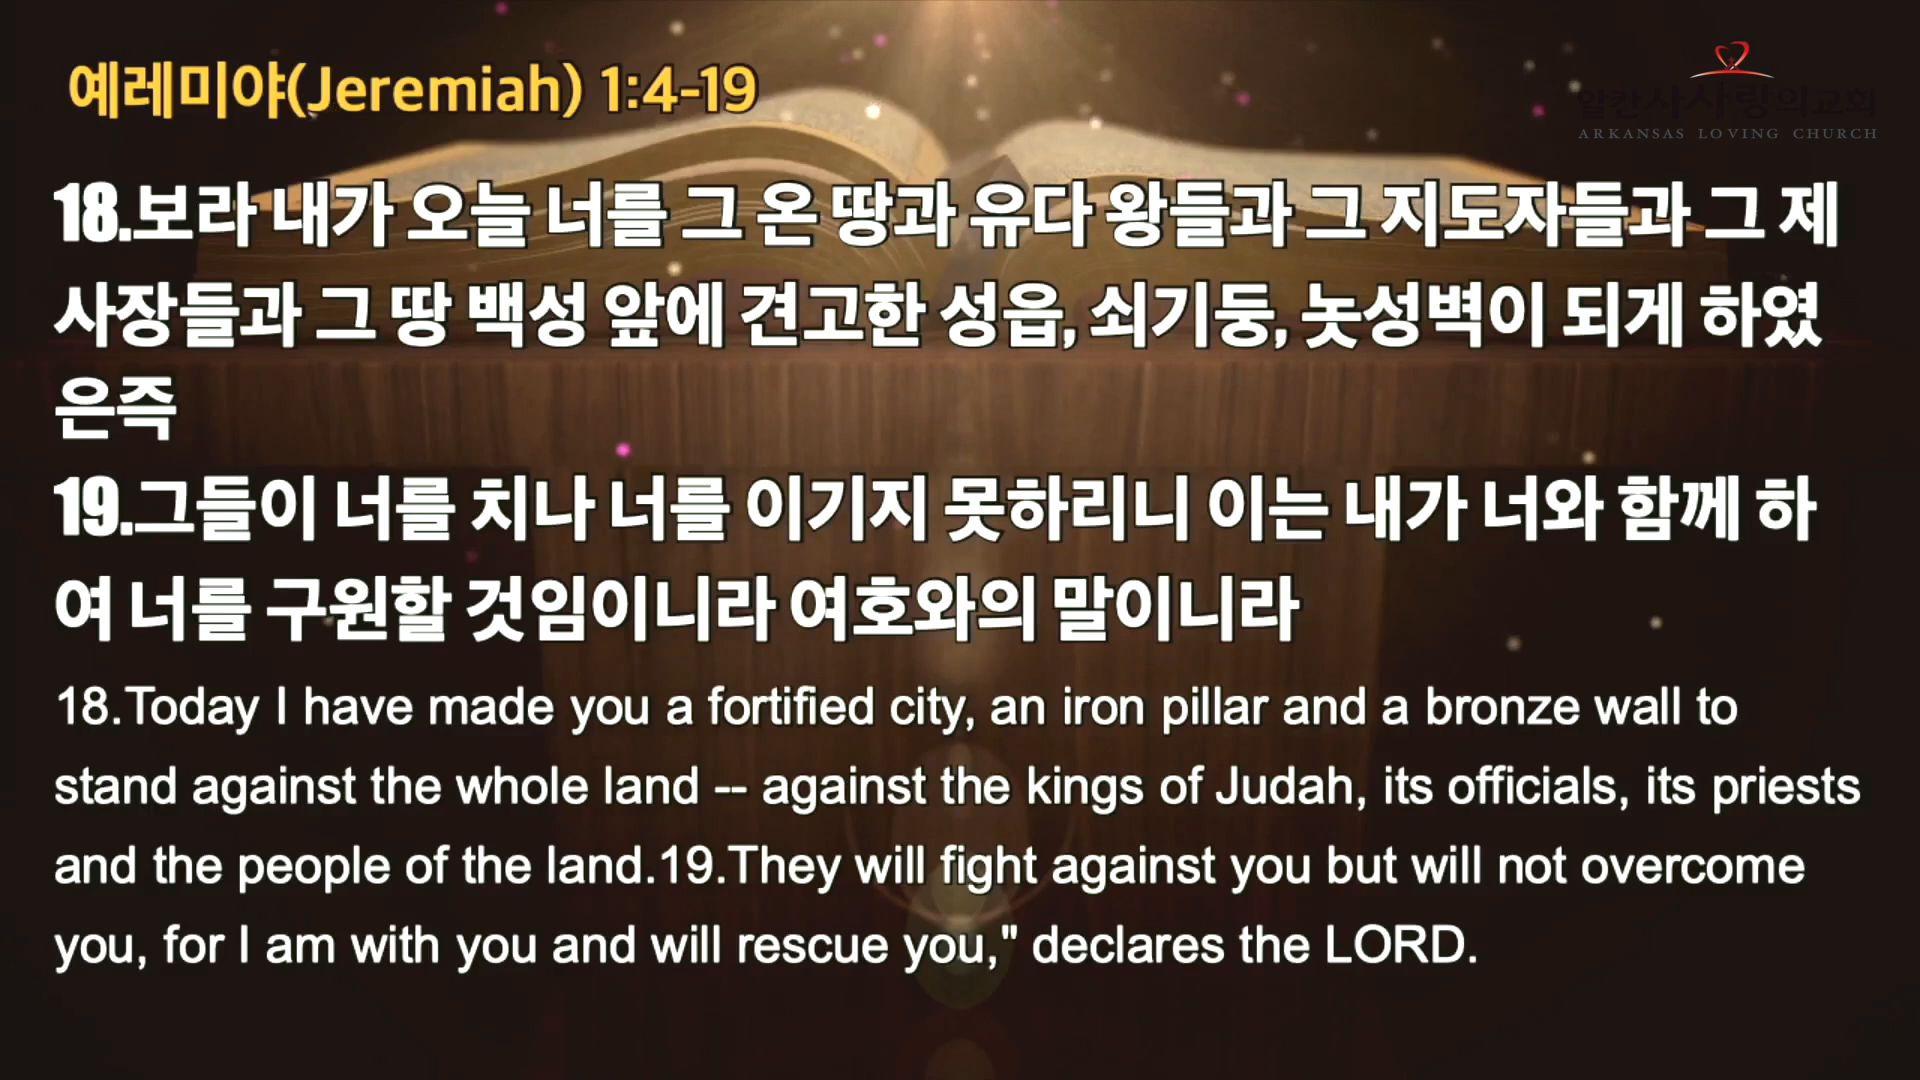 예레미야(Jeremiah) 1:4-19
알칸사사랑의교회
ARKANSAS LOVING CHURCH
18.보라 내가 오늘 너를 그 온 땅과 유다 왕들과 그 지도자들과 그 제
사장들과 그 땅 백성 앞에 견고한 성읍, 쇠기둥, 놋성벽이 되게 하였
은즉
19.그들이 너를 치나 너를 이기지 못하리니 이는 내가 너와 함께 하
여 너를 구원할 것임이니라 여호와의 말이니라
18.Today I have made you a fortified city, an iron pillar and a bronze wall to
stand against the whole land -- against the kings of Judah, its officials, its priests
and the people of the land.19.They will fight against you but will not overcome
you, for I am with you and will rescue you," declares the LORD.